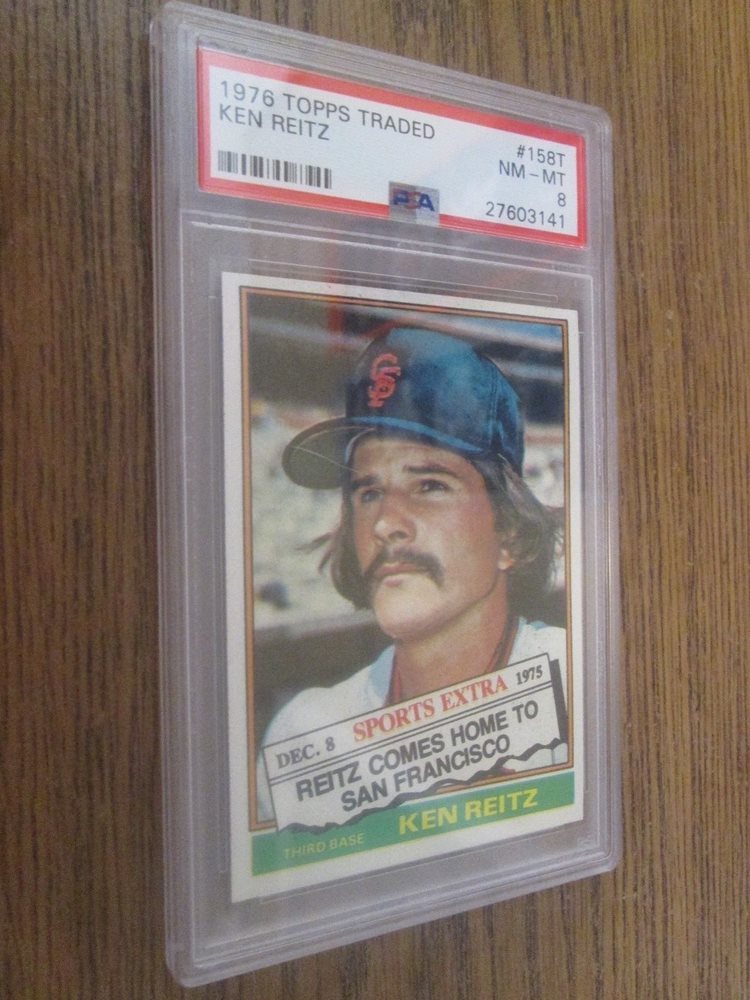 1976 TOPPS TRADED
KEN REITZ
#158T
NM-MT
8
27603141
PSA
SF
DEC. 8 SPORTS EXTRA 1975
REITZ COMES HOME TO
SAN FRANCISCO
THIRD BASE KEN REITZ